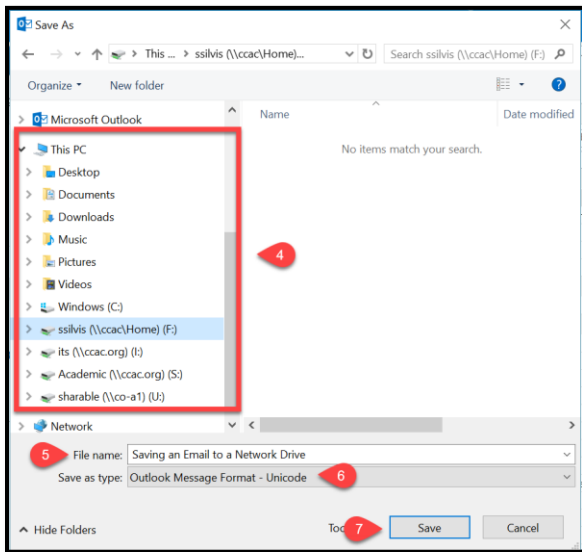 Save As
This ... > ssilvis (\\ccac\Home)...
Search ssilvis (\\ccac\Home) (F:)
Organize
New folder
Microsoft Outlook
Name
Date modified
This PC
No items match your search.
Desktop
Documents
Downloads
Music
4
Pictures
Videos
Windows (C:)
ssilvis (\\ccac\Home) (F:)
its (\\ccac.org) (I:)
Academic (\\ccac.org) (S:)
sharable (\\co-a1) (U:)
Network
5 File name: Saving an Email to a Network Drive
Save as type: Outlook Message Format - Unicode 6
Hide Folders
7 Save
Cancel